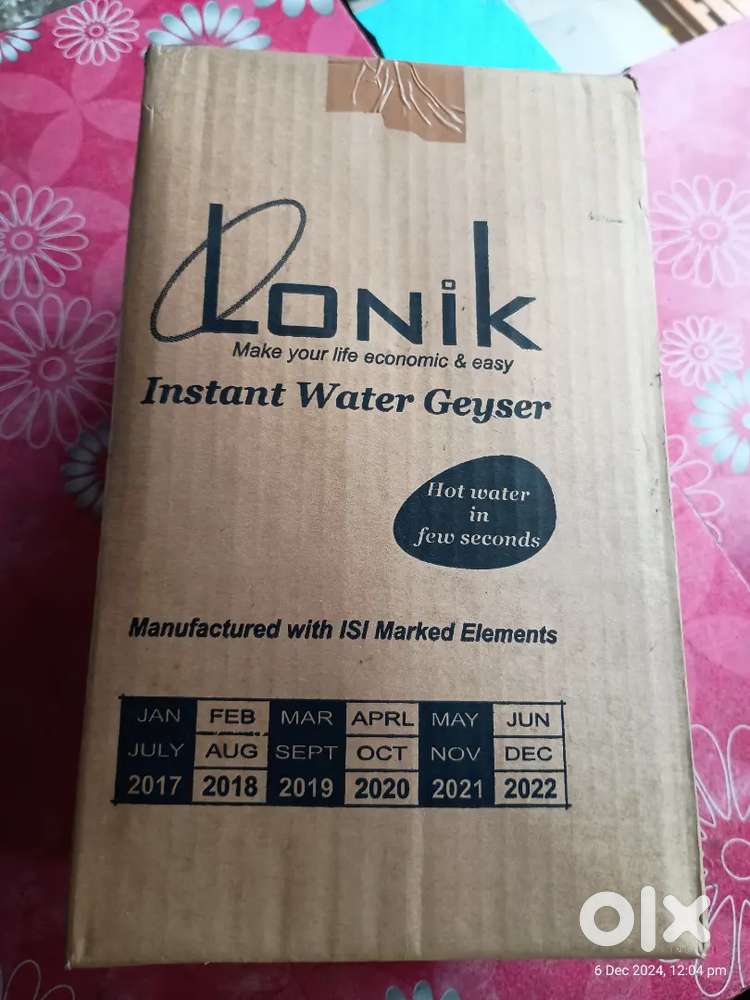 Lonik
Make your life economic & easy
Instant Water Geyser
Hot water
in
few seconds
Manufactured with ISI Marked Elements
JAN FEB MAR APRL MAY JUN
JULY AUG SEPT OCT NOV DEC
2017 2018 2019 2020 2021 2022
olx
6 Dec 2024, 12:04 pm